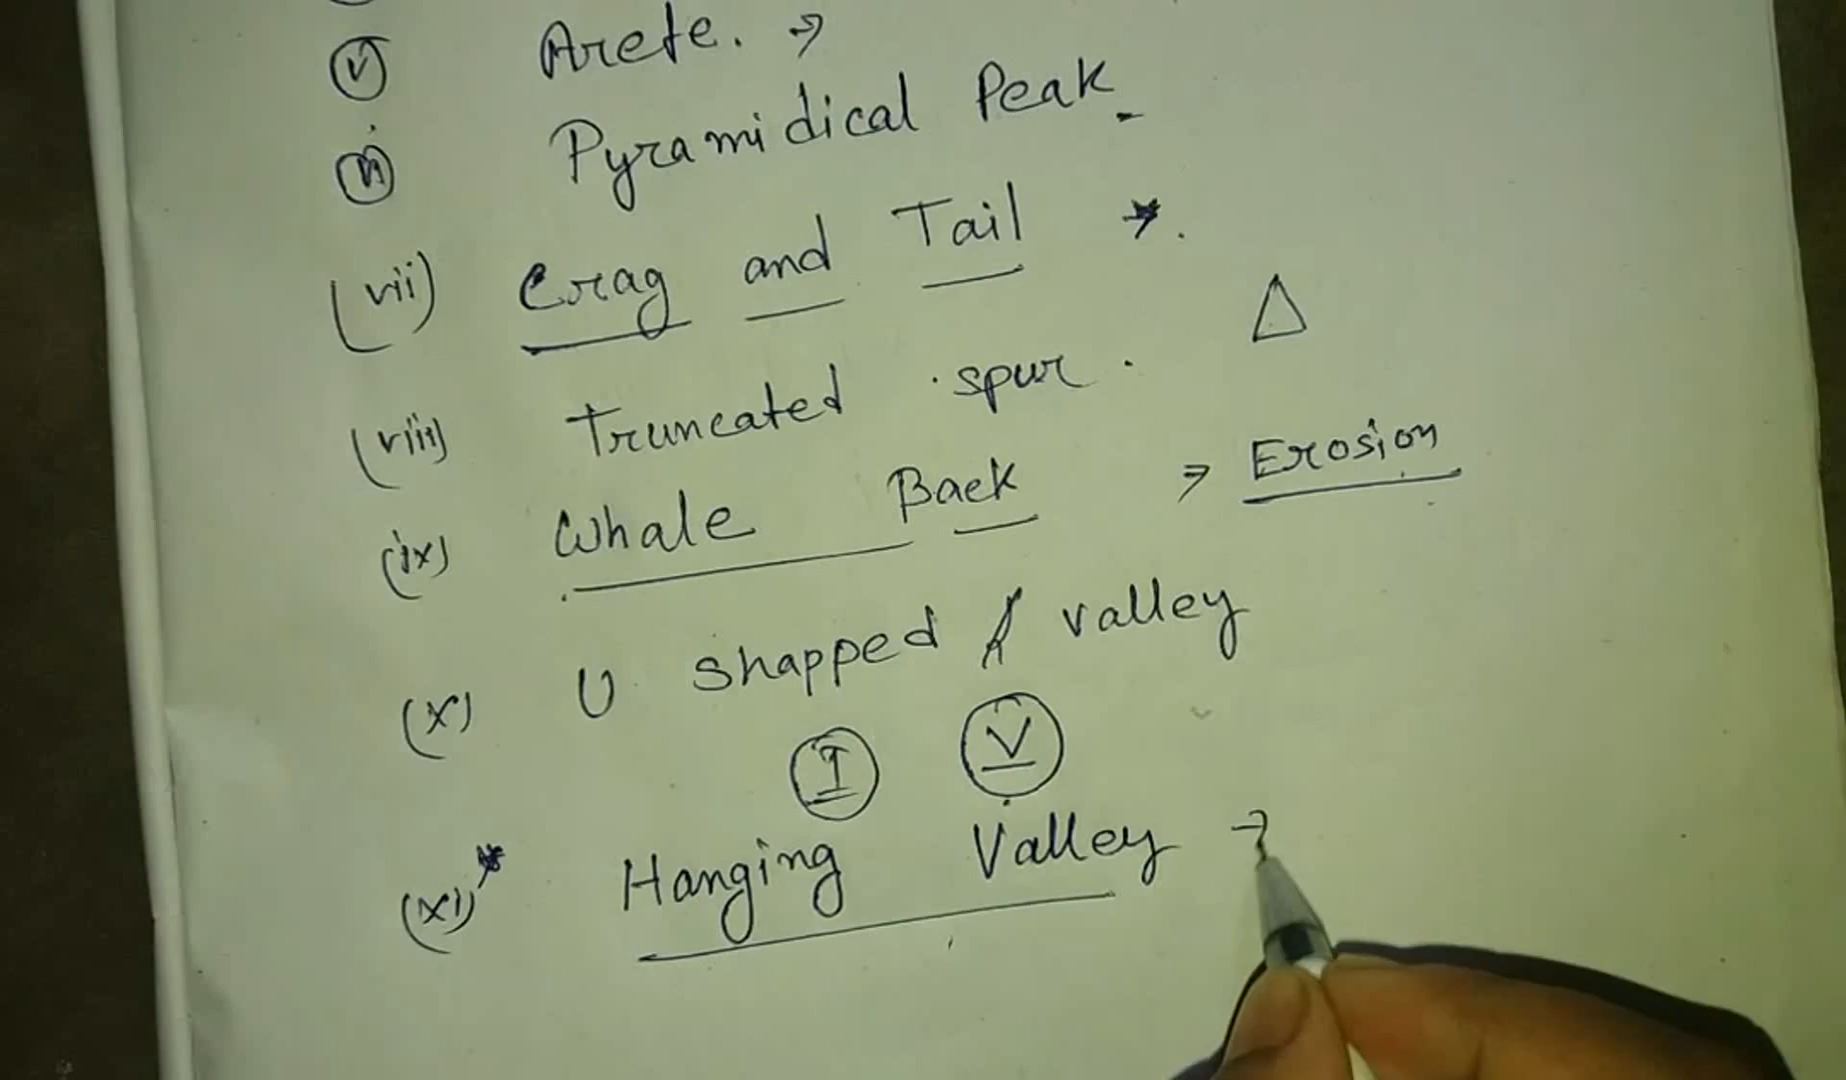 (v) Arete. →
(vi) Pyramidical Peak
(vii) Crag and Tail →.
(viii) Truncated spur.
(ix) Whale Back → Erosion
(x) U shapped valley
I V
(xi) Hanging Valley →